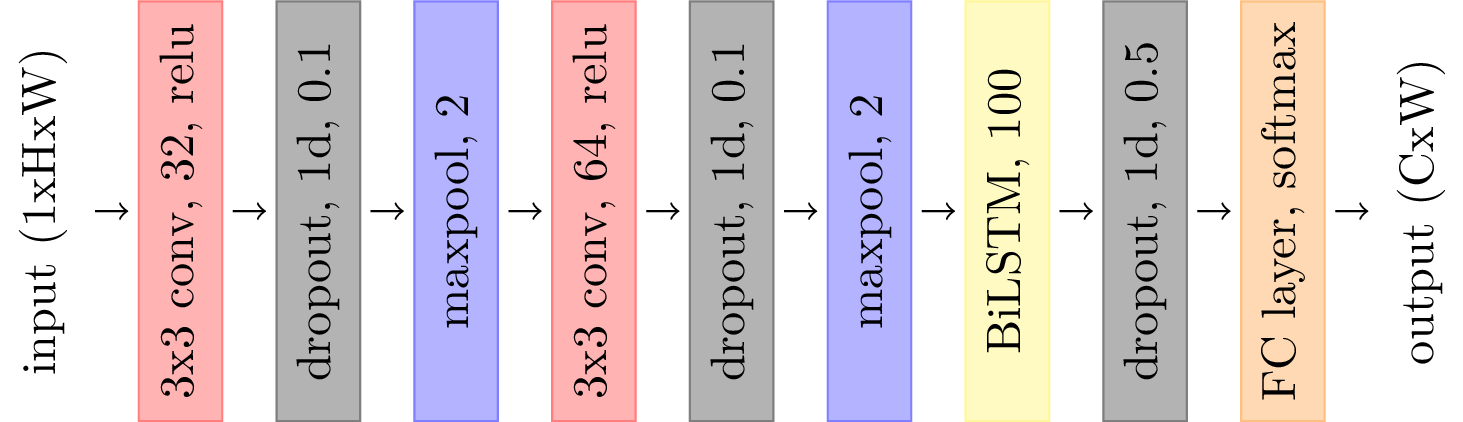 input (1xHxW)
→
3x3 conv, 32, relu
→
dropout, 1d, 0.1
→
maxpool, 2
→
3x3 conv, 64, relu
→
dropout, 1d, 0.1
→
maxpool, 2
→
BiLSTM, 100
→
dropout, 1d, 0.5
→
FC layer, softmax
→
output (CxW)